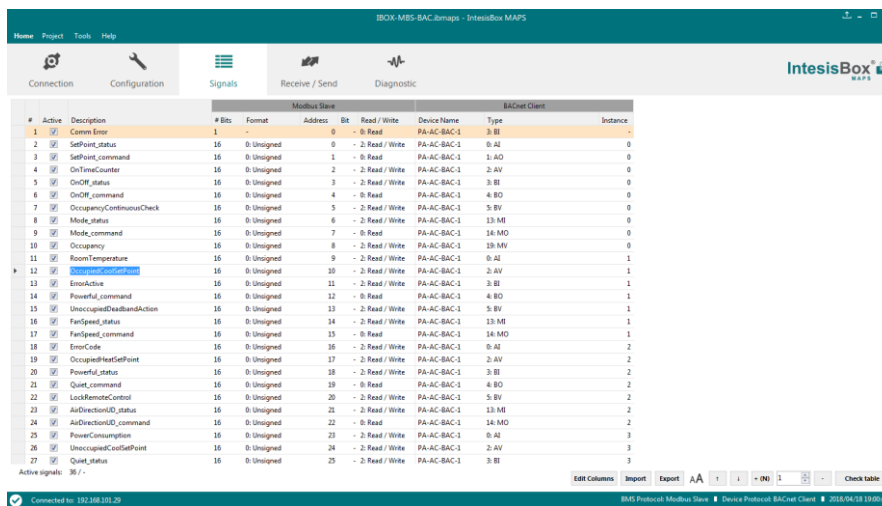 IBOX-MBS-BAC.ibmaps - IntesisBox MAPS
Home Project Tools Help
Connection Configuration Signals Receive / Send Diagnostic
IntesisBox
MAPS
Modbus Slave BACnet Client
# Active Description # Bits Format Address Bit Read / Write Device Name Type Instance
1 Comm Error 1 - 0 - 0: Read PA-AC-BAC-1 3: BI -
2 SetPoint_status 16 0: Unsigned 0 - 2: Read / Write PA-AC-BAC-1 0: AI 0
3 SetPoint_command 16 0: Unsigned 1 - 0: Read PA-AC-BAC-1 1: AO 0
4 OnTimeCounter 16 0: Unsigned 2 - 2: Read / Write PA-AC-BAC-1 2: AV 0
5 OnOff_status 16 0: Unsigned 3 - 2: Read / Write PA-AC-BAC-1 3: BI 0
6 OnOff_command 16 0: Unsigned 4 - 0: Read PA-AC-BAC-1 4: BO 0
7 OccupancyContinuousCheck 16 0: Unsigned 5 - 2: Read / Write PA-AC-BAC-1 5: BV 0
8 Mode_status 16 0: Unsigned 6 - 2: Read / Write PA-AC-BAC-1 13: MI 0
9 Mode_command 16 0: Unsigned 7 - 0: Read PA-AC-BAC-1 14: MO 0
10 Occupancy 16 0: Unsigned 8 - 2: Read / Write PA-AC-BAC-1 19: MV 0
11 RoomTemperature 16 0: Unsigned 9 - 2: Read / Write PA-AC-BAC-1 0: AI 1
12 OccupiedCoolSetPoint 16 0: Unsigned 10 - 2: Read / Write PA-AC-BAC-1 2: AV 1
13 ErrorActive 16 0: Unsigned 11 - 2: Read / Write PA-AC-BAC-1 3: BI 1
14 Powerful_command 16 0: Unsigned 12 - 0: Read PA-AC-BAC-1 4: BO 1
15 UnoccupiedDeadbandAction 16 0: Unsigned 13 - 2: Read / Write PA-AC-BAC-1 5: BV 1
16 FanSpeed_status 16 0: Unsigned 14 - 2: Read / Write PA-AC-BAC-1 13: MI 1
17 FanSpeed_command 16 0: Unsigned 15 - 0: Read PA-AC-BAC-1 14: MO 1
18 ErrorCode 16 0: Unsigned 16 - 2: Read / Write PA-AC-BAC-1 0: AI 2
19 OccupiedHeatSetPoint 16 0: Unsigned 17 - 2: Read / Write PA-AC-BAC-1 2: AV 2
20 Powerful_status 16 0: Unsigned 18 - 2: Read / Write PA-AC-BAC-1 3: BI 2
21 Quiet_command 16 0: Unsigned 19 - 0: Read PA-AC-BAC-1 4: BO 2
22 LockRemoteControl 16 0: Unsigned 20 - 2: Read / Write PA-AC-BAC-1 5: BV 2
23 AirDirectionUD_status 16 0: Unsigned 21 - 2: Read / Write PA-AC-BAC-1 13: MI 2
24 AirDirectionUD_command 16 0: Unsigned 22 - 0: Read PA-AC-BAC-1 14: MO 2
25 PowerConsumption 16 0: Unsigned 23 - 2: Read / Write PA-AC-BAC-1 0: AI 3
26 UnoccupiedCoolSetPoint 16 0: Unsigned 24 - 2: Read / Write PA-AC-BAC-1 2: AV 3
27 Quiet_status 16 0: Unsigned 25 - 2: Read / Write PA-AC-BAC-1 3: BI 3
Active signals: 36 / -
Edit Columns Import Export AA ↑ ↓ + (N) 1 - Check table
Connected to: 192.168.101.29 BMS Protocol: Modbus Slave Device Protocol: BACnet Client 2018/04/18 19:00: